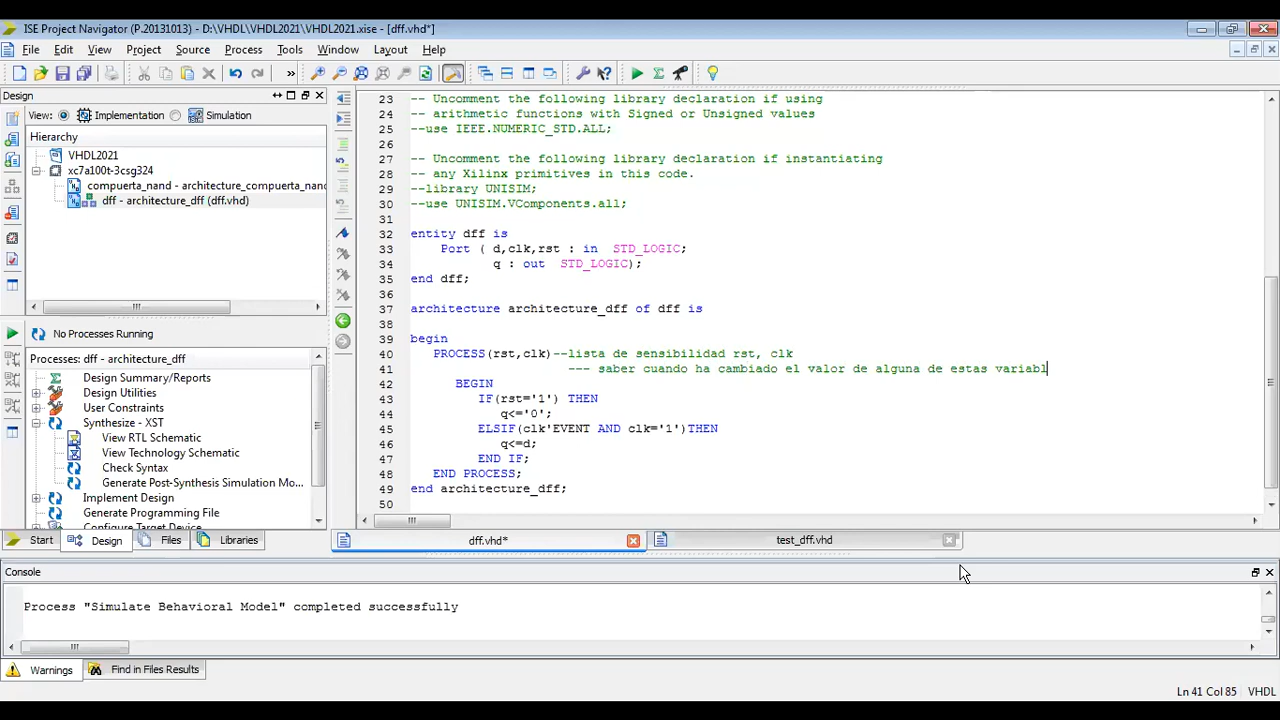 ISE Project Navigator (P.20131013) - D:\VHDL\VHDL2021\VHDL2021.xise - [dff.vhd*]
File Edit View Project Source Process Tools Window Layout Help
»
Design
View: Implementation Simulation
Hierarchy
VHDL2021
xc7a100t-3csg324
compuerta_nand - architecture_compuerta_nand
dff - architecture_dff (dff.vhd)
No Processes Running
Processes: dff - architecture_dff
Design Summary/Reports
Design Utilities
User Constraints
Synthesize - XST
View RTL Schematic
View Technology Schematic
Check Syntax
Generate Post-Synthesis Simulation Mo...
Implement Design
Generate Programming File
Configure Target Device
Start Design Files Libraries
23 -- Uncomment the following library declaration if using
24 -- arithmetic functions with Signed or Unsigned values
25 --use IEEE.NUMERIC_STD.ALL;
26
27 -- Uncomment the following library declaration if instantiating
28 -- any Xilinx primitives in this code.
29 --library UNISIM;
30 --use UNISIM.VComponents.all;
31
32 entity dff is
33 Port ( d,clk,rst : in STD_LOGIC;
34 q : out STD_LOGIC);
35 end dff;
36
37 architecture architecture_dff of dff is
38
39 begin
40 PROCESS(rst,clk)--lista de sensibilidad rst, clk
41 --- saber cuando ha cambiado el valor de alguna de estas variabl
42 BEGIN
43 IF(rst='1') THEN
44 q<='0';
45 ELSIF(clk'EVENT AND clk='1')THEN
46 q<=d;
47 END IF;
48 END PROCESS;
49 end architecture_dff;
50
dff.vhd* test_dff.vhd
Console
Process "Simulate Behavioral Model" completed successfully
Warnings Find in Files Results
Ln 41 Col 85 VHDL